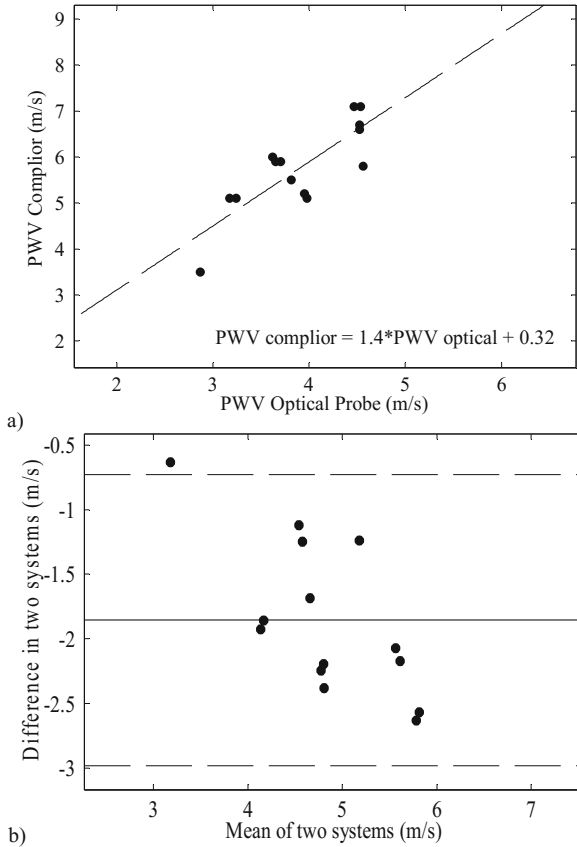 9
8
7
6
5
4
3
2
PWV Complior (m/s)
PWV complior = 1.4*PWV optical + 0.32
2 3 4 5 6
PWV Optical Probe (m/s)
a)
-0.5
-1
-1.5
-2
-2.5
-3
Difference in two systems (m/s)
3 4 5 6 7
Mean of two systems (m/s)
b)